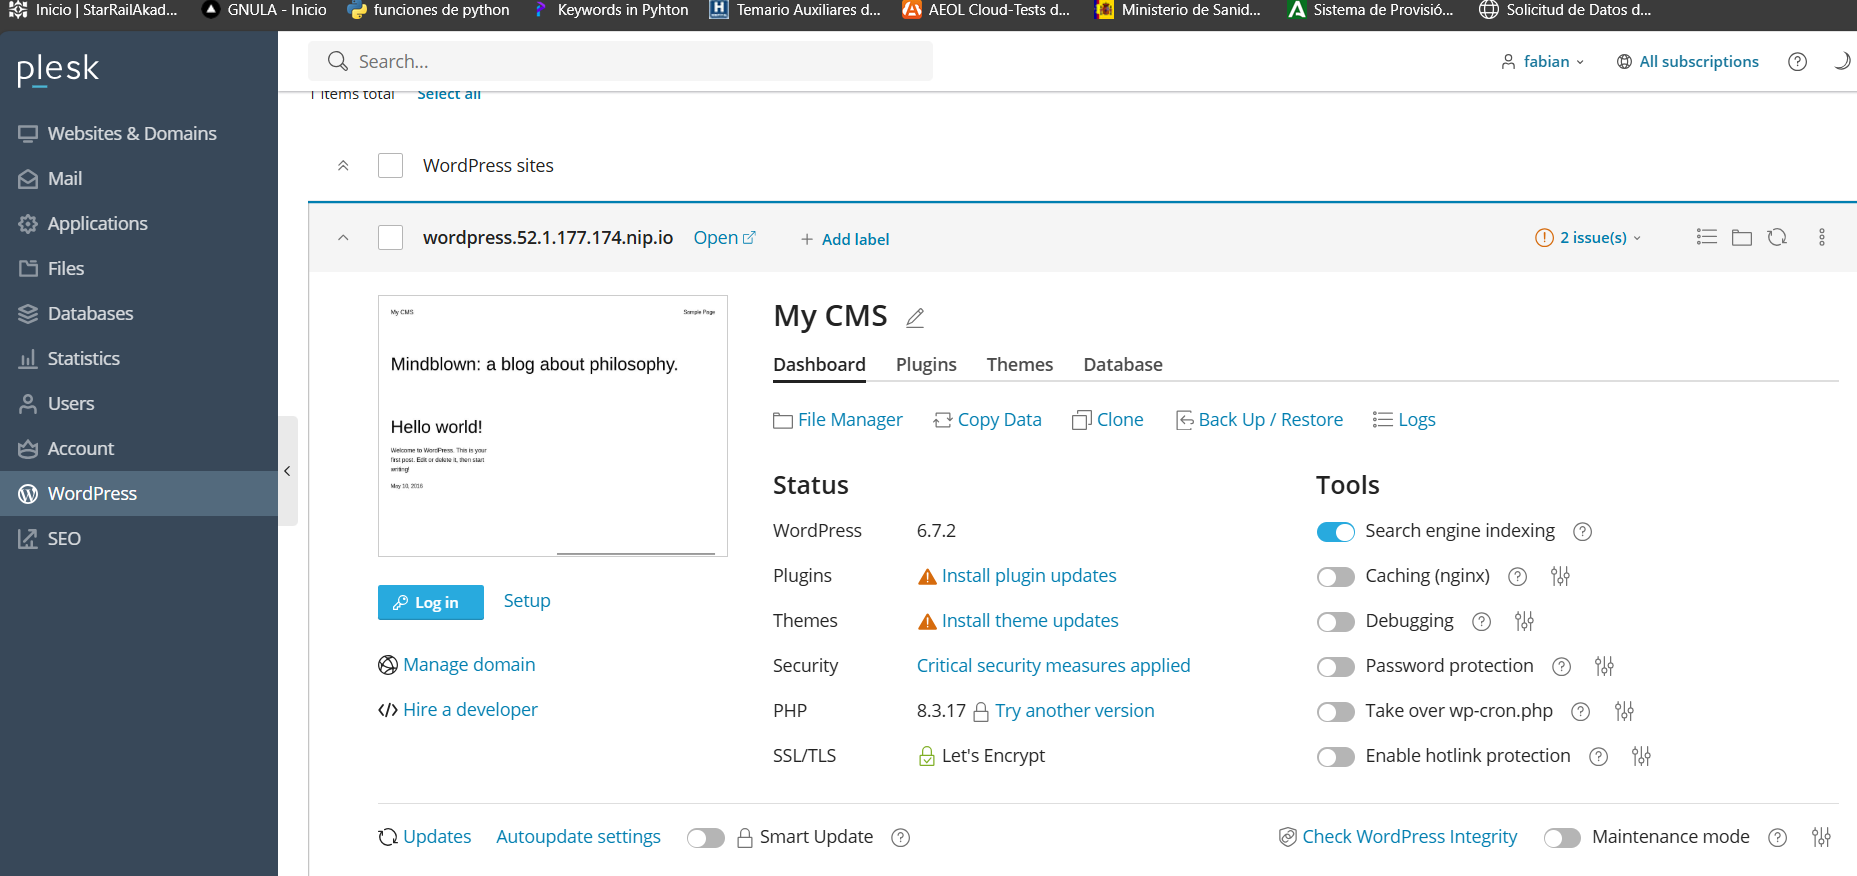 Inicio | StarRailAkad... GNULA - Inicio funciones de python Keywords in Pyhton Temario Auxiliares d... AEOL Cloud-Tests d... Ministerio de Sanid... Sistema de Provisió... Solicitud de Datos d...
plesk
Search...
fabian
All subscriptions
1 items total Select all
Websites & Domains
Mail
Applications
Files
Databases
Statistics
Users
Account
WordPress
SEO
WordPress sites
wordpress.52.1.177.174.nip.io Open + Add label
2 issue(s)
My CMS Sample Page
Mindblown: a blog about philosophy.
Hello world!
Welcome to WordPress. This is your
first post. Edit or delete it, then start
writing!
May 10, 2016
Log in Setup
Manage domain
Hire a developer
My CMS
Dashboard Plugins Themes Database
File Manager Copy Data Clone Back Up / Restore Logs
Status
WordPress 6.7.2
Plugins Install plugin updates
Themes Install theme updates
Security Critical security measures applied
PHP 8.3.17 Try another version
SSL/TLS Let's Encrypt
Tools
Search engine indexing
Caching (nginx)
Debugging
Password protection
Take over wp-cron.php
Enable hotlink protection
Updates Autoupdate settings Smart Update
Check WordPress Integrity Maintenance mode